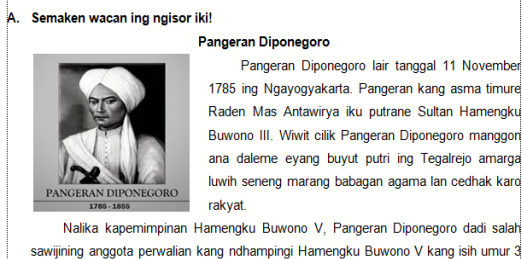 A. Semaken wacan ing ngisor iki!
Pangeran Diponegoro
Pangeran Diponegoro lair tanggal 11 November
1785 ing Ngayogyakarta. Pangeran kang asma timure
Raden Mas Antawirya iku putrane Sultan Hamengku
Buwono III. Wiwit cilik Pangeran Diponegoro manggon
ana daleme eyang buyut putri ing Tegalrejo amarga
luwih seneng marang babagan agama lan cedhak karo
rakyat.
PANGERAN DIPONEGORO
1785 - 1855
Nalika kapemimpinan Hamengku Buwono V, Pangeran Diponegoro dadi salah
sawijining anggota perwalian kang ndhampingi Hamengku Buwono V kang isih umur 3